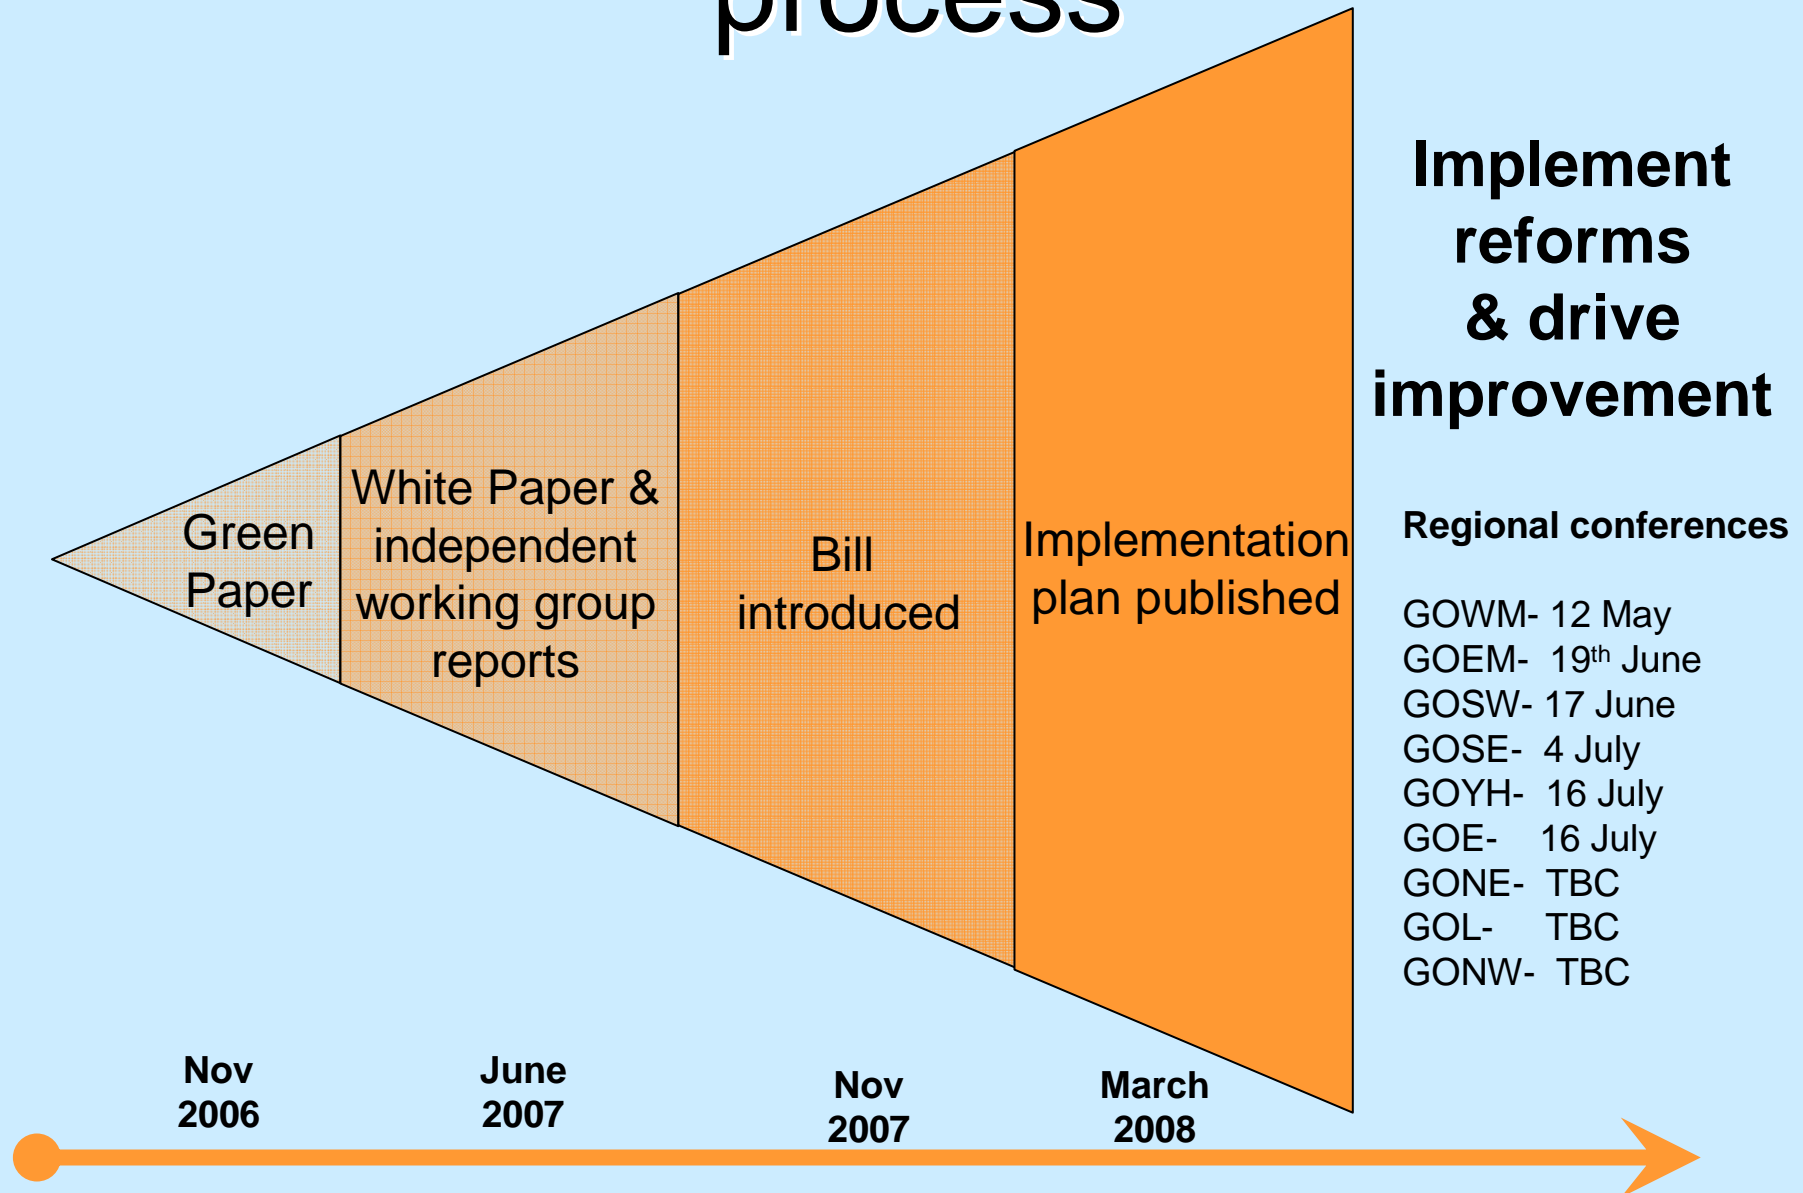 process
Implement
reforms
& drive
improvement
Green
Paper
White Paper &
independent
working group
reports
Bill
introduced
Implementation
plan published
Regional conferences
GOWM- 12 May
GOEM- 19th June
GOSW- 17 June
GOSE- 4 July
GOYH- 16 July
GOE- 16 July
GONE- TBC
GOL- TBC
GONW- TBC
Nov
2006
June
2007
Nov
2007
March
2008